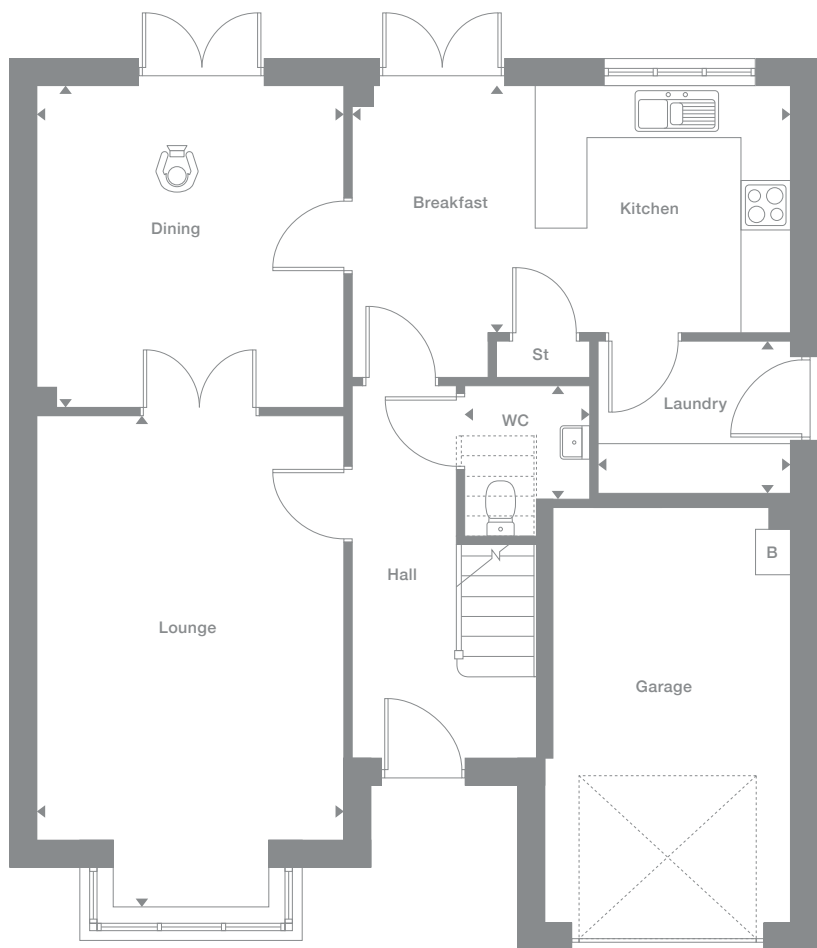 Breakfast
Kitchen
Dining
St
Laundry
WC
B
Hall
Lounge
Garage